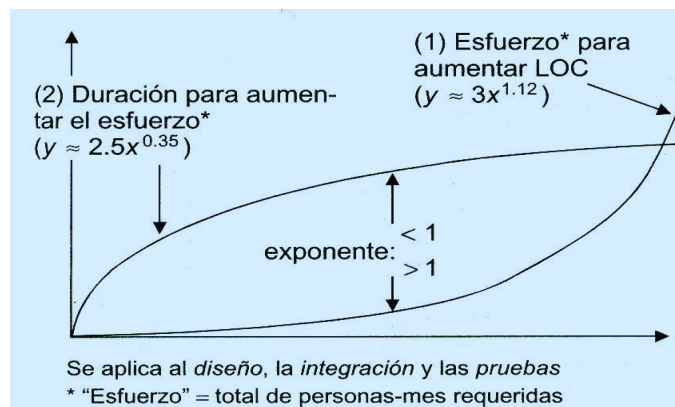 (1) Esfuerzo* para
aumentar LOC
(y ≈ 3x^1.12)
(2) Duración para aumen-
tar el esfuerzo*
(y ≈ 2.5x^0.35)
exponente:
< 1
> 1
Se aplica al diseño, la integración y las pruebas
* “Esfuerzo” = total de personas-mes requeridas